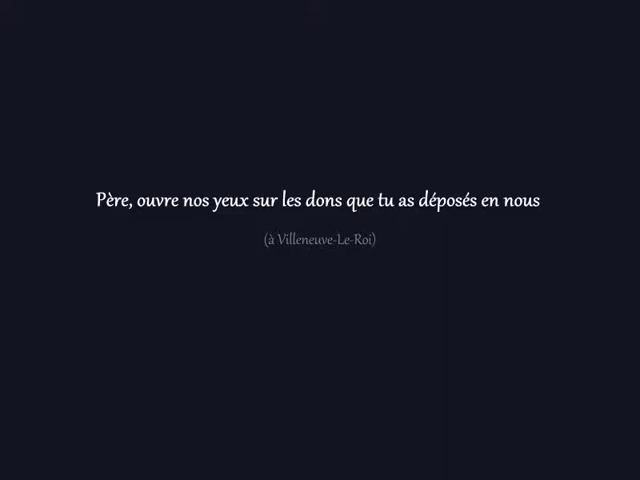 Père, ouvre nos yeux sur les dons que tu as déposés en nous
(à Villeneuve-Le-Roi)